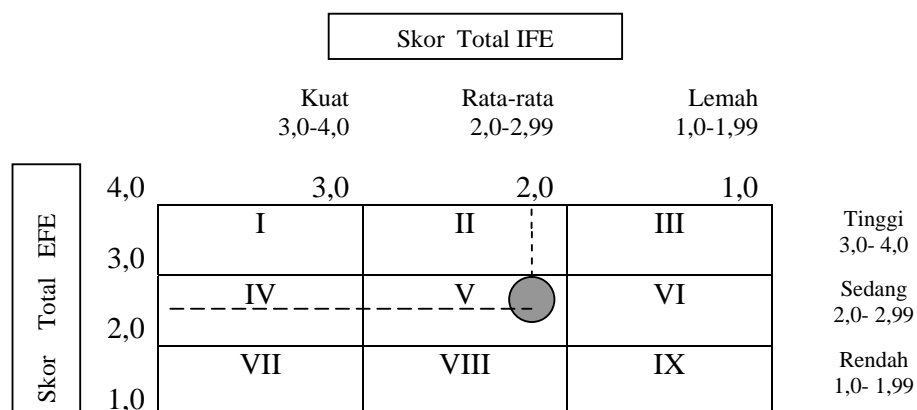 Skor Total IFE
Kuat Rata-rata Lemah
3,0-4,0 2,0-2,99 1,0-1,99
4,0 3,0 2,0 1,0
I II III
Tinggi
3,0- 4,0
3,0
IV V VI
Sedang
2,0- 2,99
2,0
VII VIII IX
Rendah
1,0- 1,99
1,0
Skor Total EFE